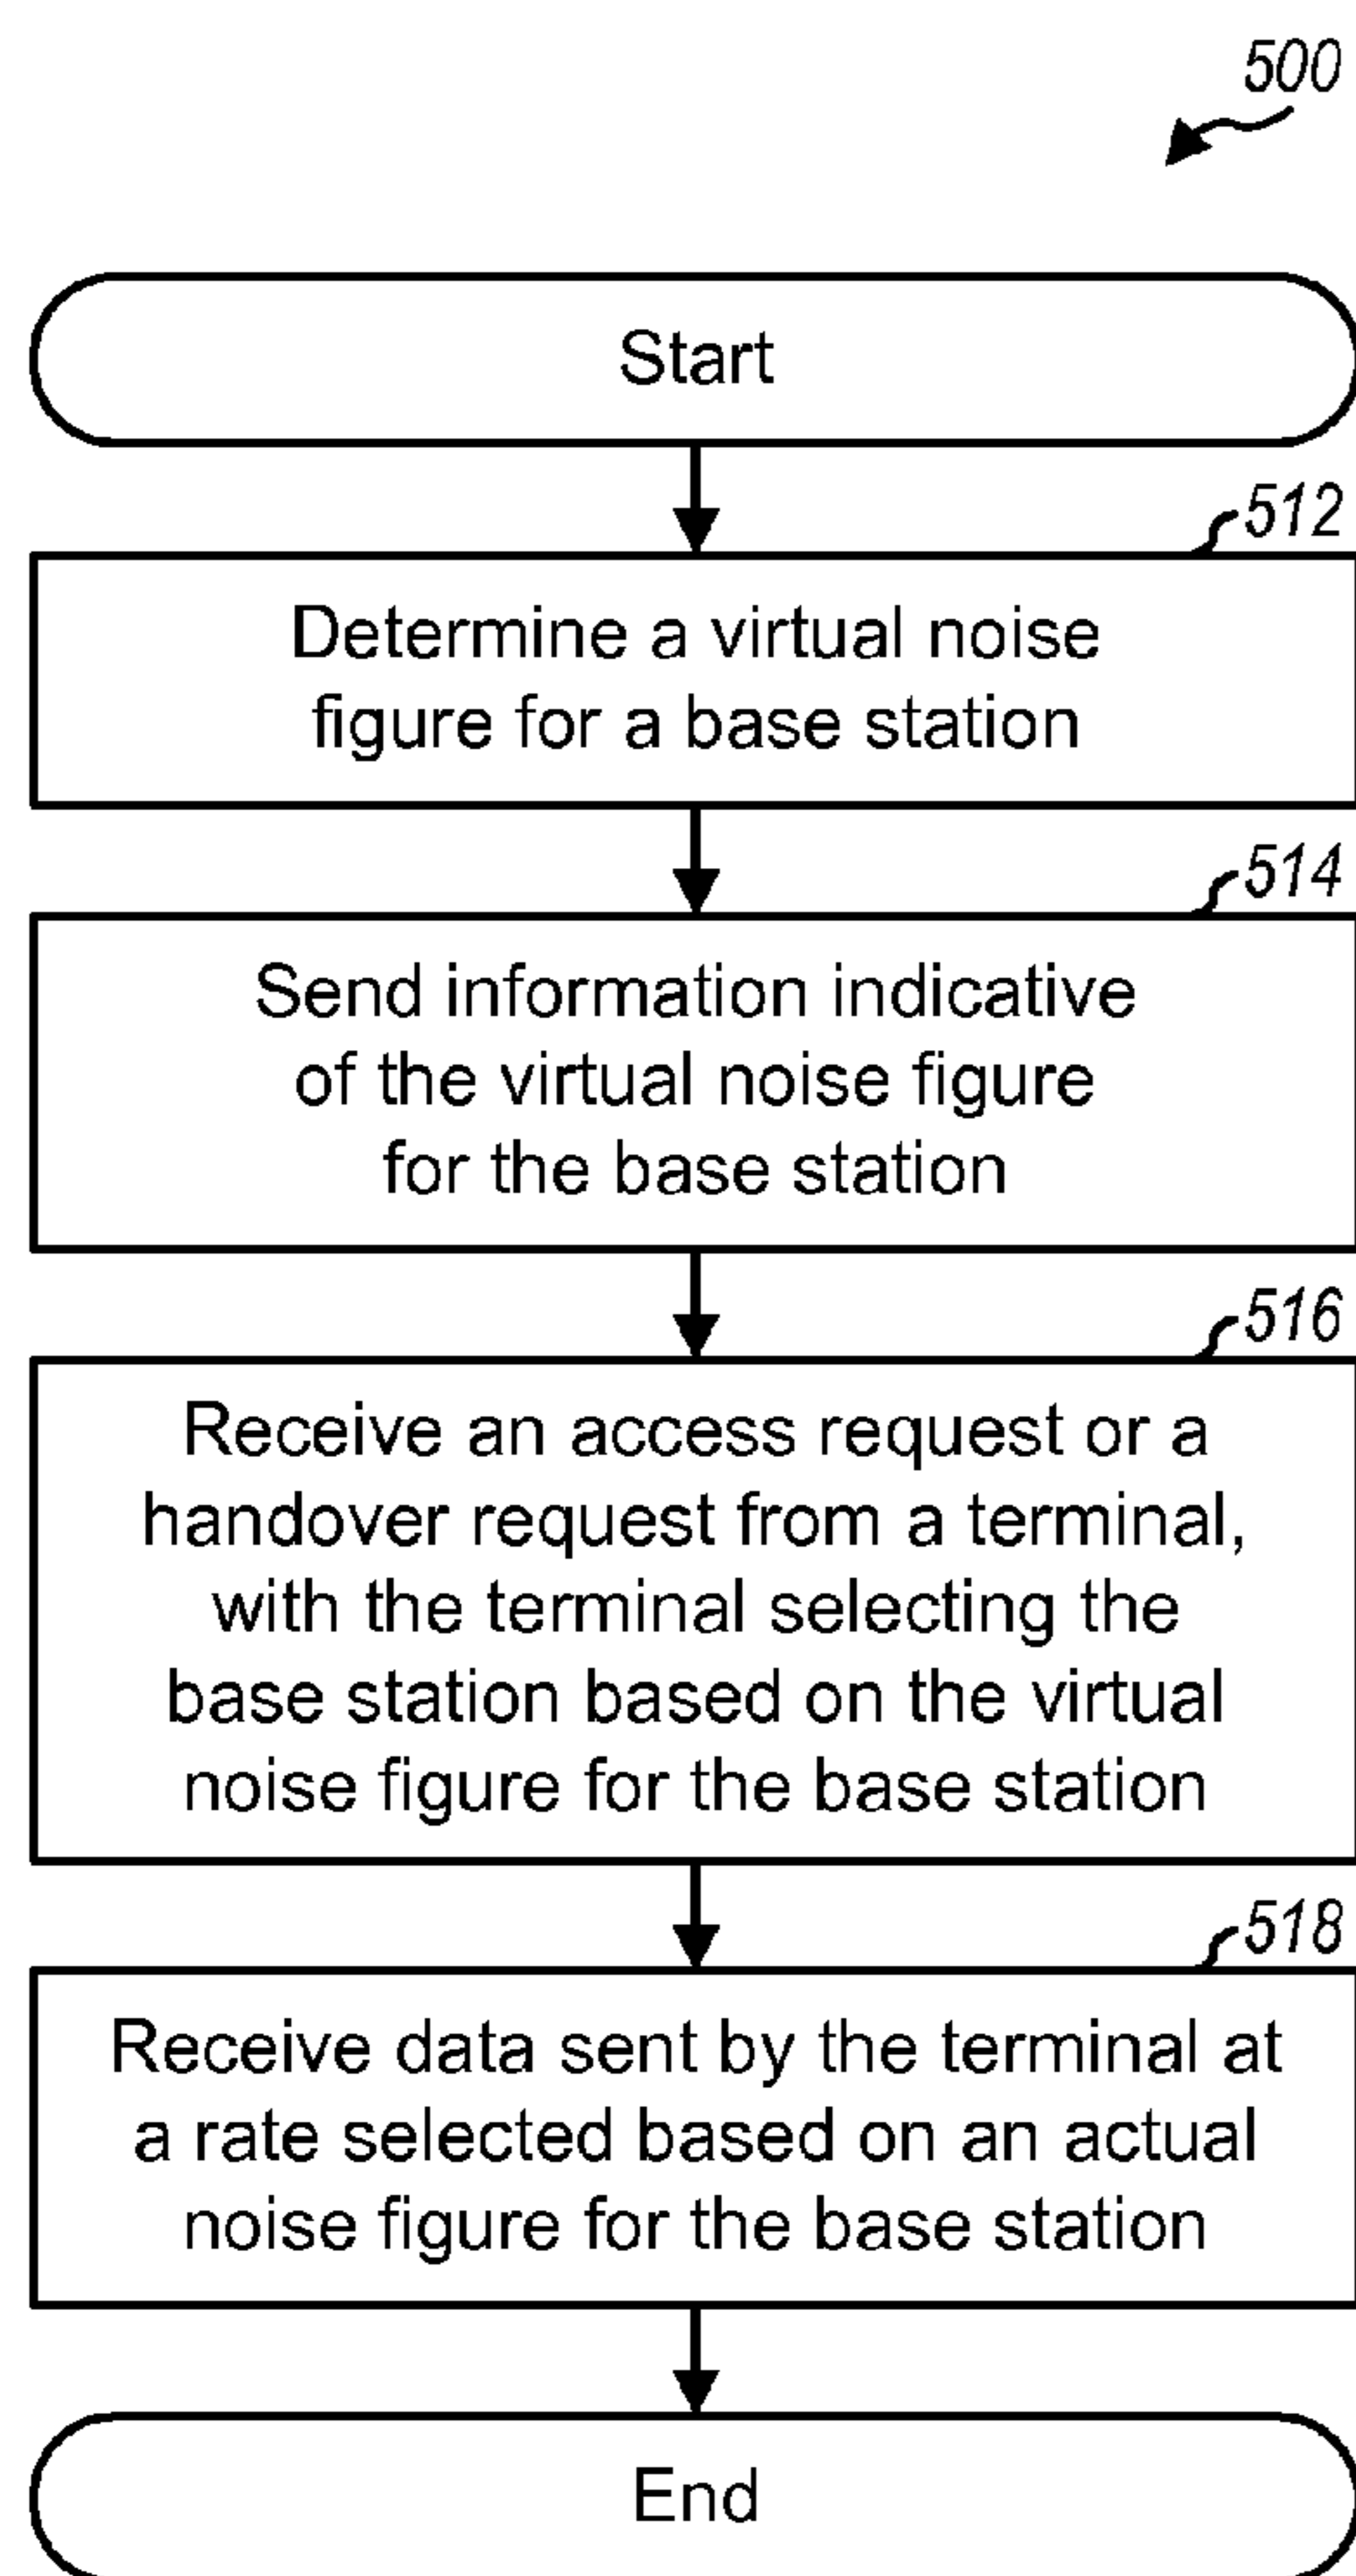 500
Start
512
Determine a virtual noise
figure for a base station
514
Send information indicative
of the virtual noise figure
for the base station
516
Receive an access request or a
handover request from a terminal,
with the terminal selecting the
base station based on the virtual
noise figure for the base station
518
Receive data sent by the terminal at
a rate selected based on an actual
noise figure for the base station
End